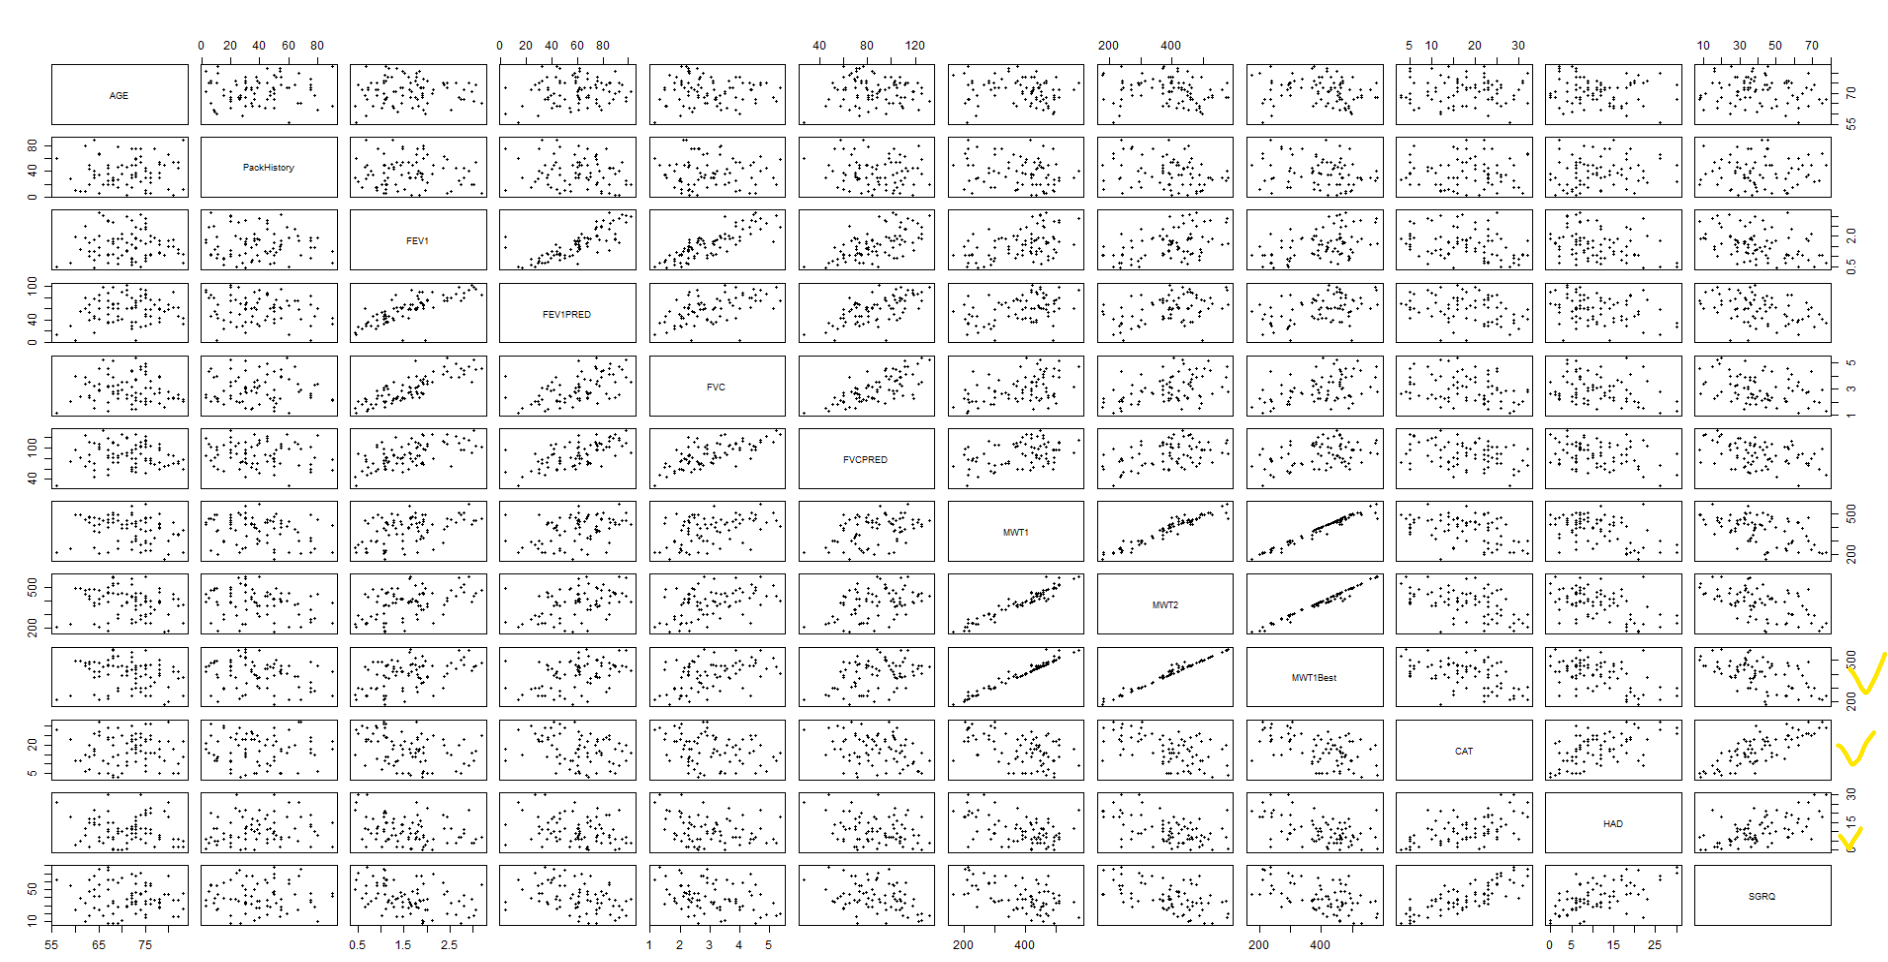 0 20 40 60 80 0 20 40 60 80 40 80 120 200 400 5 10 20 30 10 30 50 70
AGE 55 70
0 40 80 PackHistory
FEV1 0.5 2.0
0 40 100 FEV1PRED
FVC 1 3 5
40 100 FVCPRED
MWT1 200 500
200 500 MWT2
MWT1Best 200 500
5 20 CAT
HAD 0 15 30
10 50 SGRQ
55 65 75 0.5 1.5 2.5 1 2 3 4 5 200 400 200 400 0 5 15 25